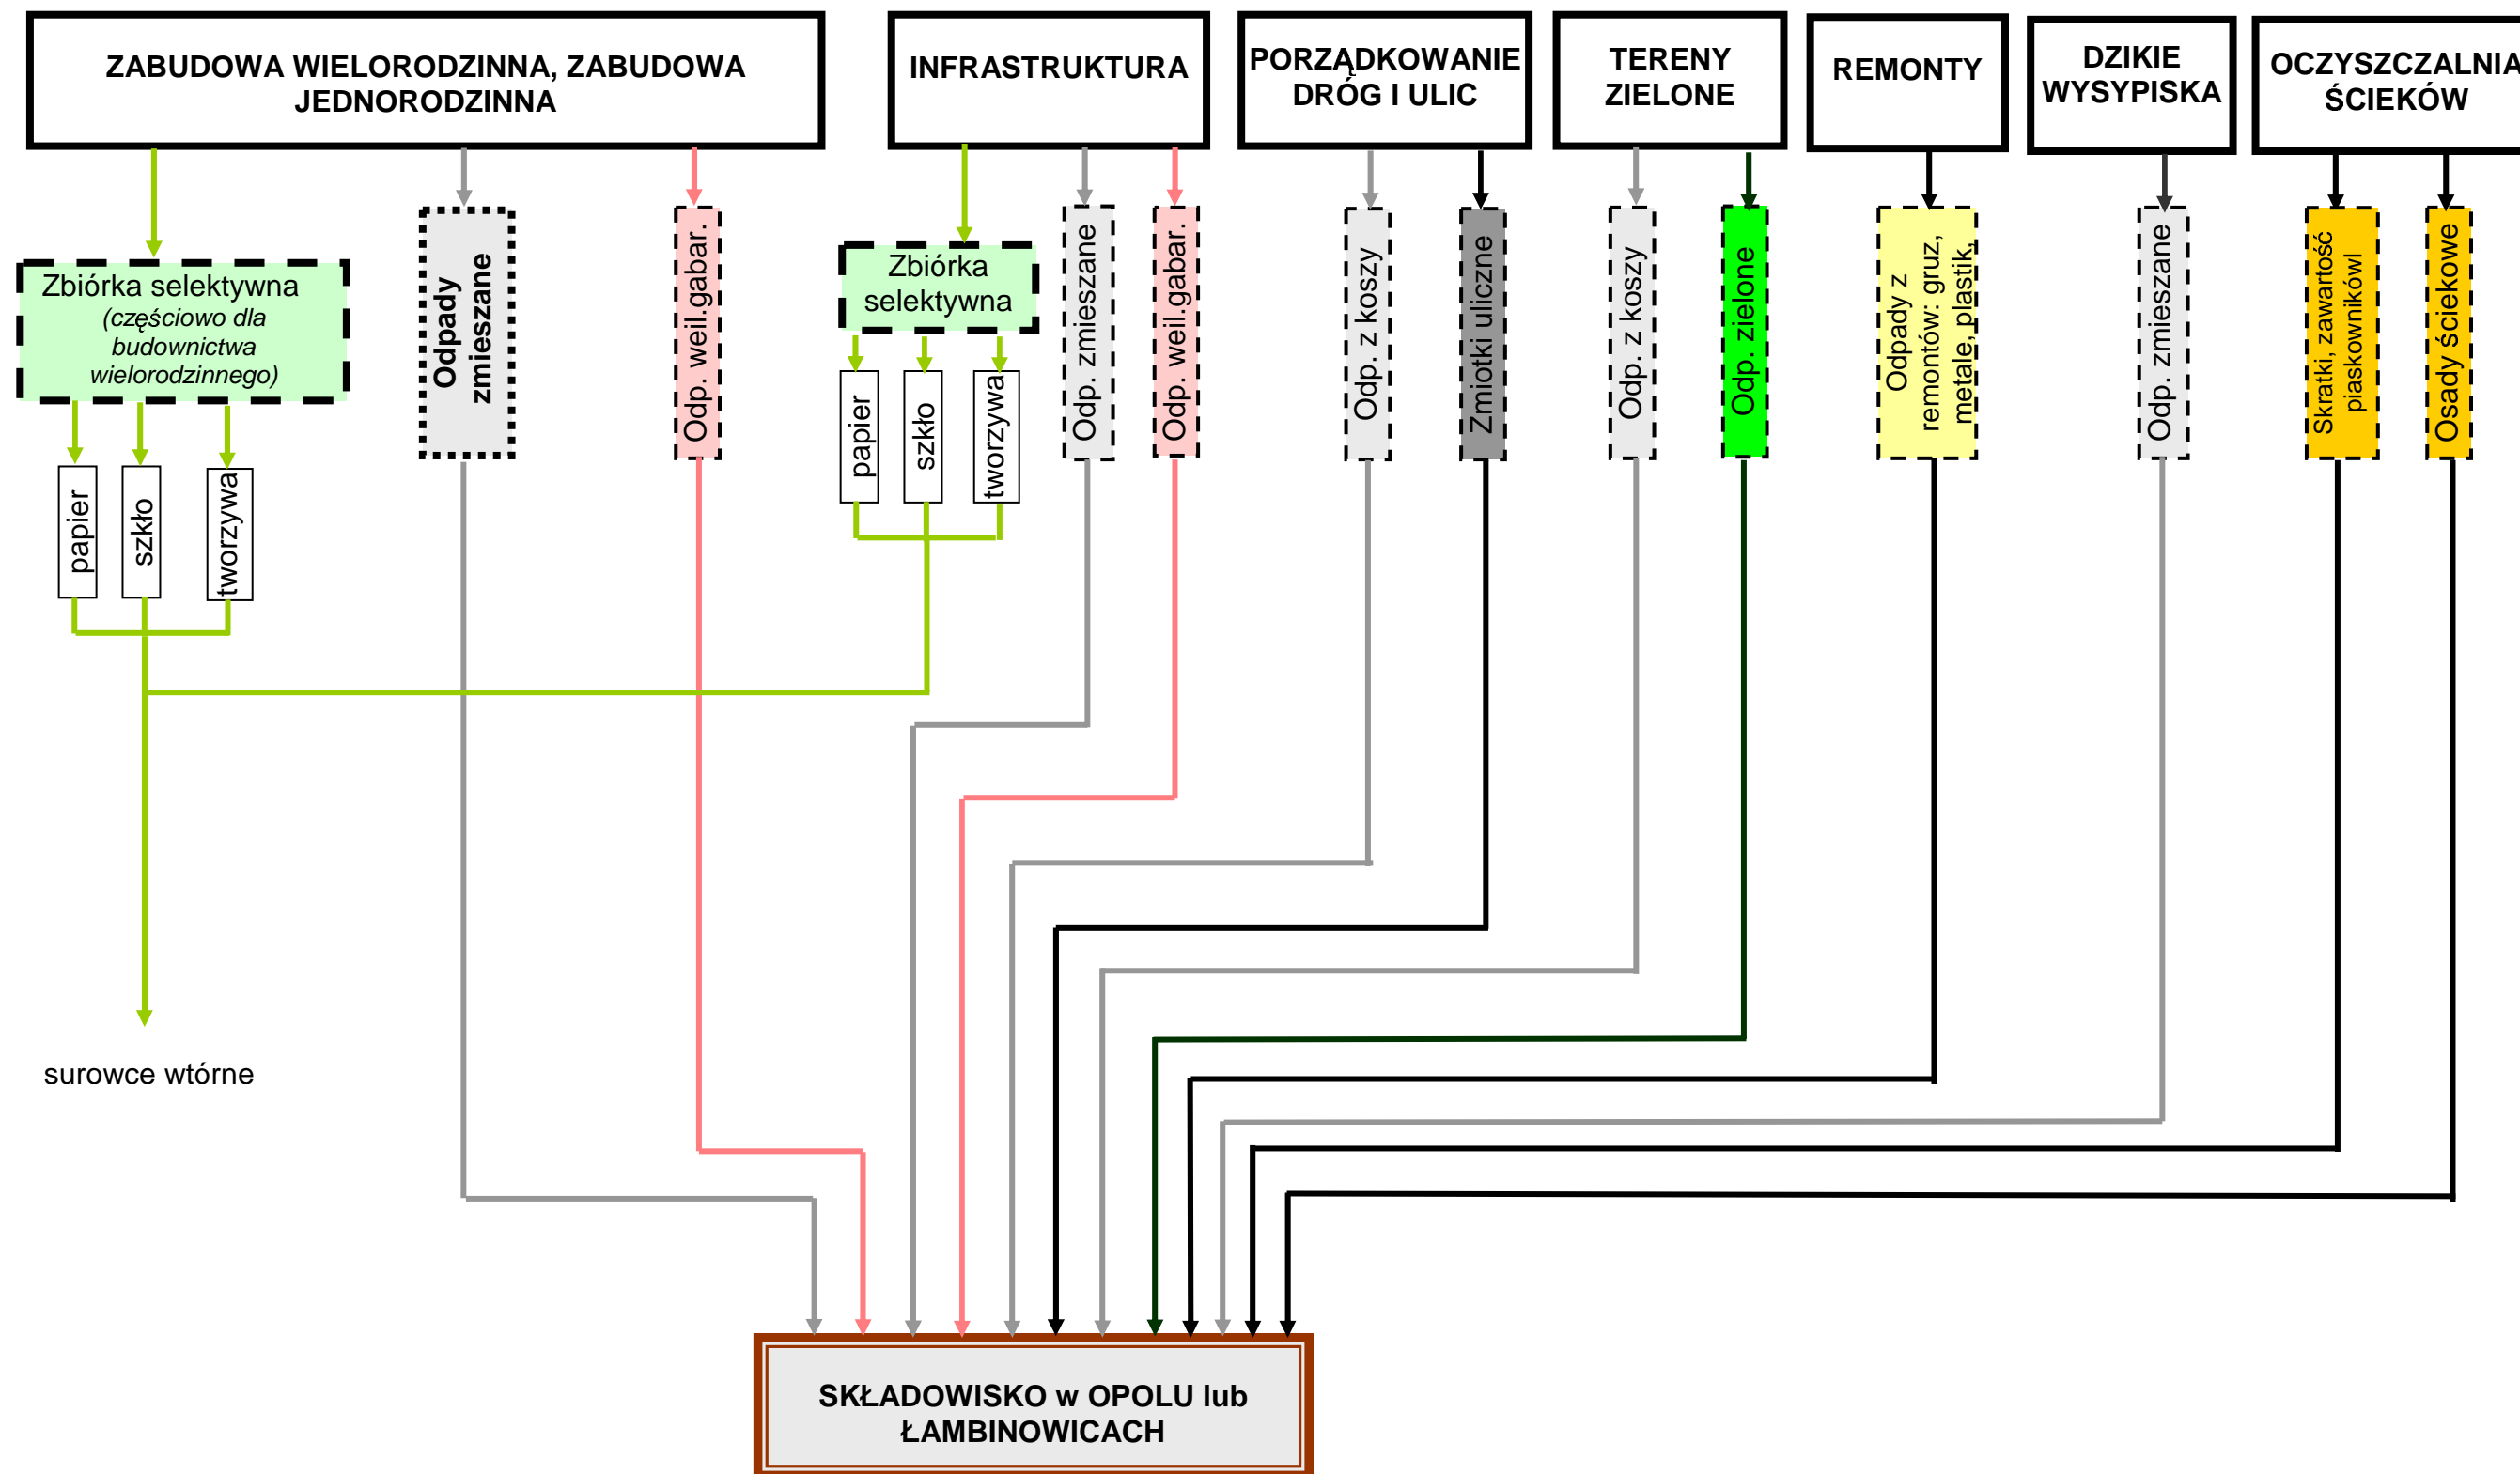 ZABUDOWA WIELORODZINNA, ZABUDOWA
JEDNORODZINNA
INFRASTRUKTURA
PORZĄDKOWANIE
DRÓG I ULIC
TERENY
ZIELONE
REMONTY
DZIKIE
WYSYPISKA
OCZYSZCZALNIA
ŚCIEKÓW
Zbiórka selektywna
(częściowo dla
budownictwa
wielorodzinnego)
papier
szkło
tworzywa
Odpady
zmieszane
Odp. weil.gabar.
Zbiórka
selektywna
papier
szkło
tworzywa
Odp. zmieszane
Odp. weil.gabar.
Odp. z koszy
Zmiotki uliczne
Odp. z koszy
Odp. zielone
Odpady z
remontów: gruz,
metale, plastik,
Odp. zmieszane
Skratki, zawartość
piaskownikówl
Osady ściekowe
surowce wtórne
SKŁADOWISKO w OPOLU lub
ŁAMBINOWICACH